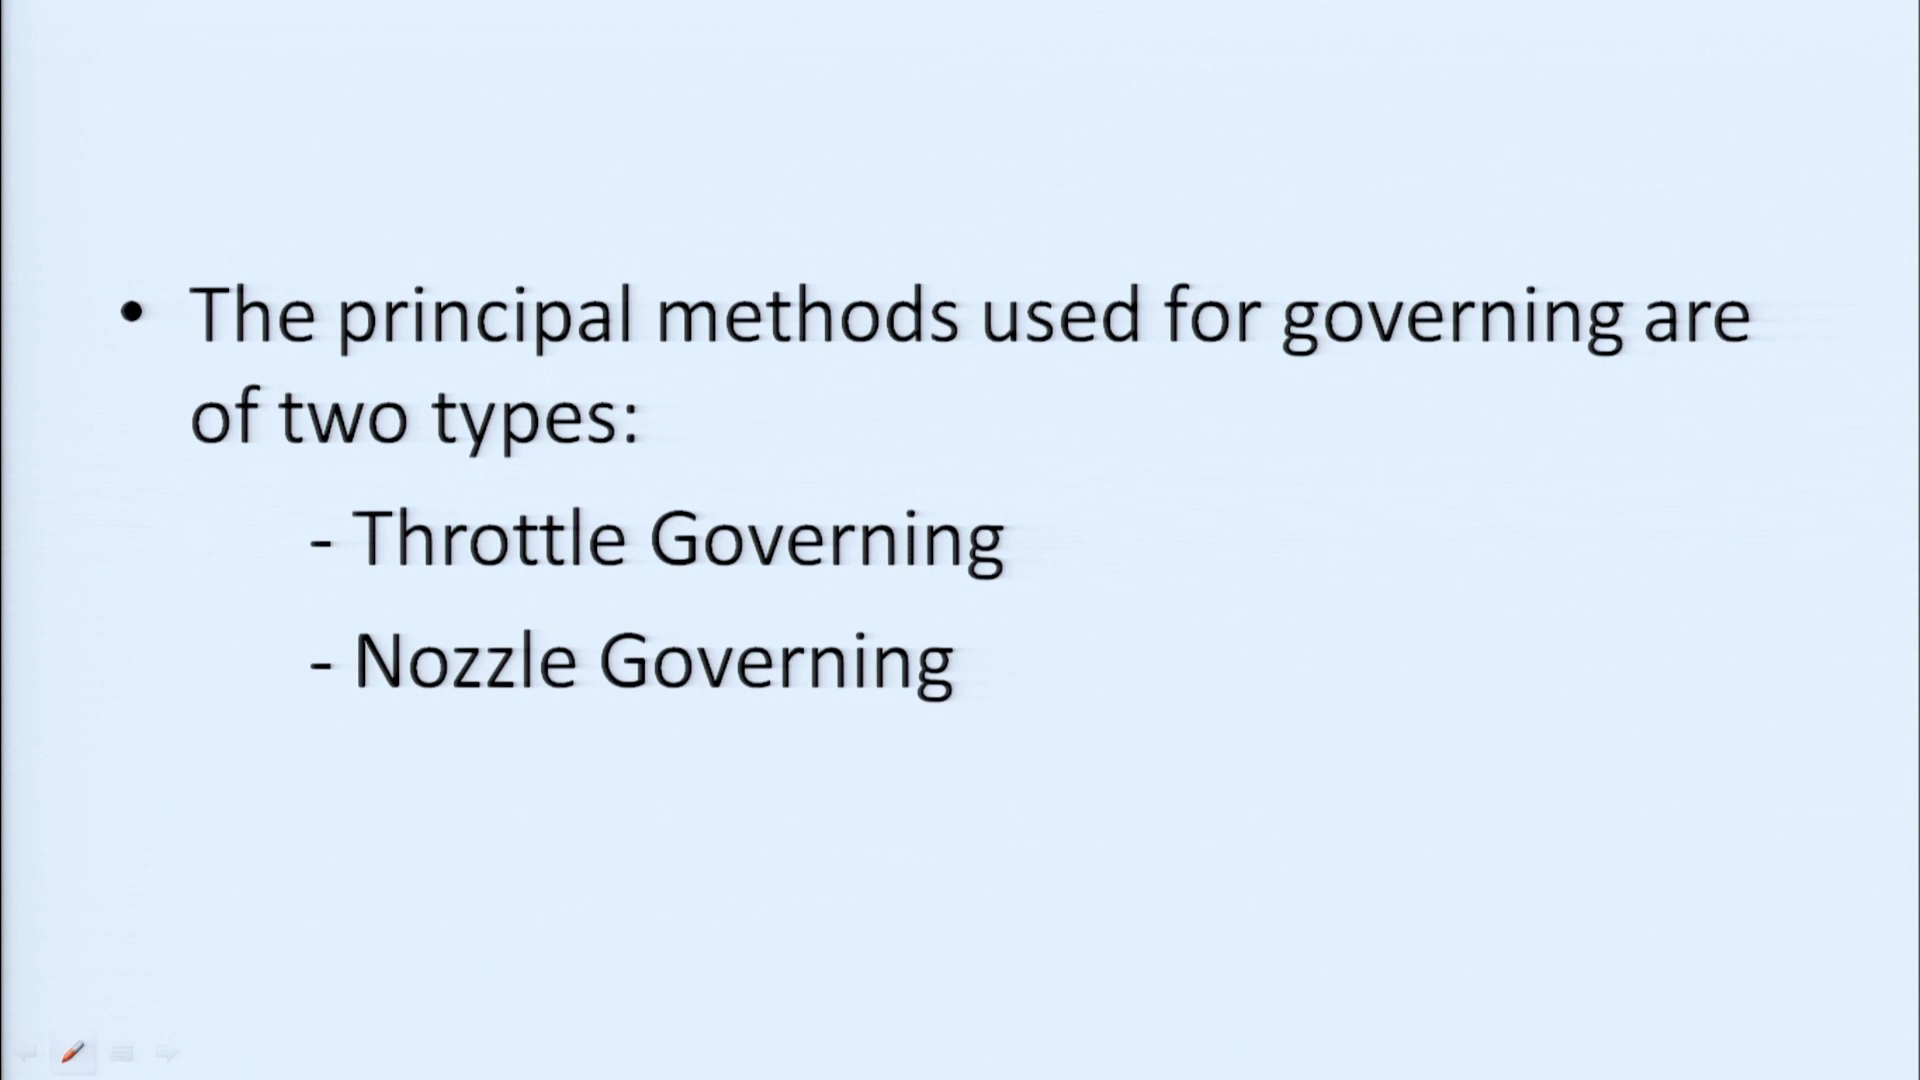 • The principal methods used for governing are
of two types:
- Throttle Governing
- Nozzle Governing